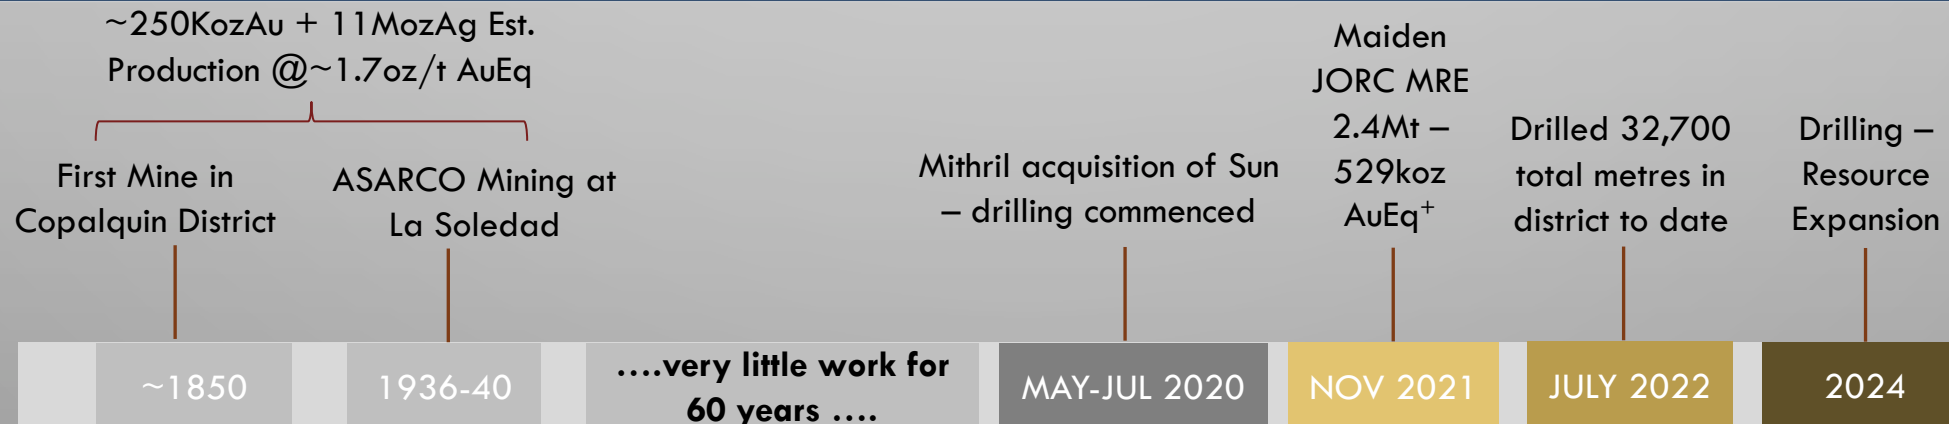 ~250KozAu + 11MozAg Est.
Production @~1.7oz/t AuEq
First Mine in
Copalquin District
ASARCO Mining at
La Soledad
Mithril acquisition of Sun
– drilling commenced
Maiden
JORC MRE
2.4Mt –
529koz
AuEq⁺
Drilled 32,700
total metres in
district to date
Drilling –
Resource
Expansion
~1850
1936-40
....very little work for
60 years ....
MAY-JUL 2020
NOV 2021
JULY 2022
2024